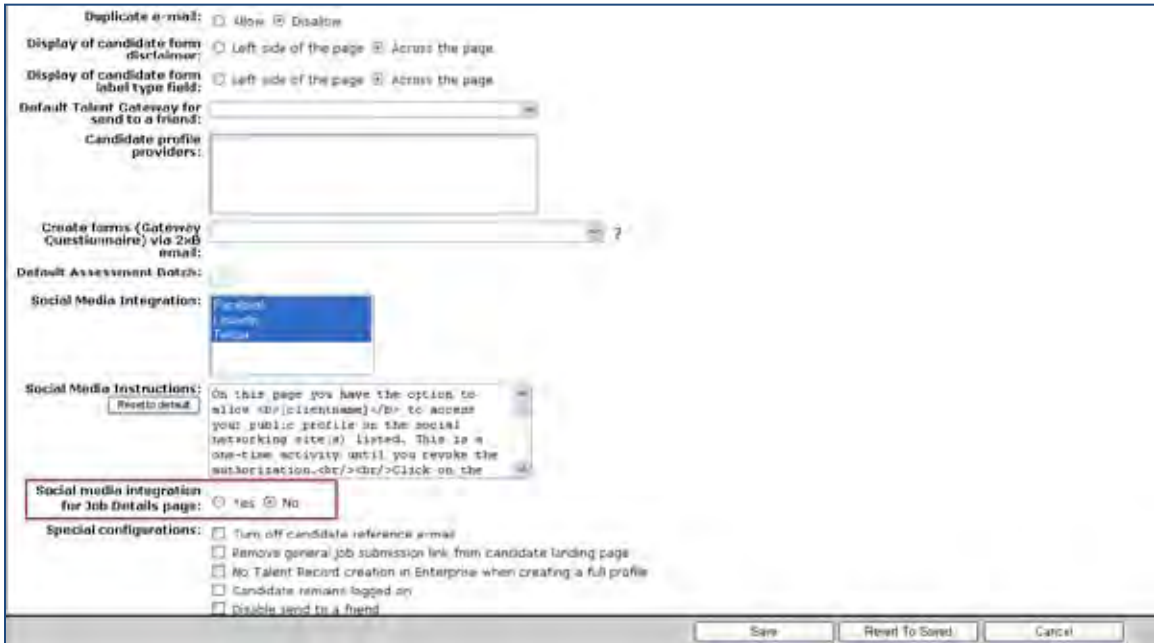 Duplicate e-mail: Allow Disallow
Display of candidate form disclaimer: Left side of the page Across the page
Display of candidate form label type field: Left side of the page Across the page
Default Talent Gateway for send to a friend:
Candidate profile providers:
Create forms (Gateway Questionnaire) via 2xB email: ?
Default Assessment Batch:
Social Media Integration:
Facebook
LinkedIn
Twitter
Social Media Instructions:
Reset to default
On this page you have the option to
allow <b>[clientname]</b> to access
your public profile on the social
networking site(s) listed. This is a
one-time activity until you revoke the
authorization.<br/><br/>Click on the
Social media integration for Job Details page: Yes No
Special configurations: Turn off candidate reference e-mail
Remove general job submission link from candidate landing page
No Talent Record creation in Enterprise when creating a full profile
Candidate remains logged on
Disable send to a friend
Save Revert To Saved Cancel